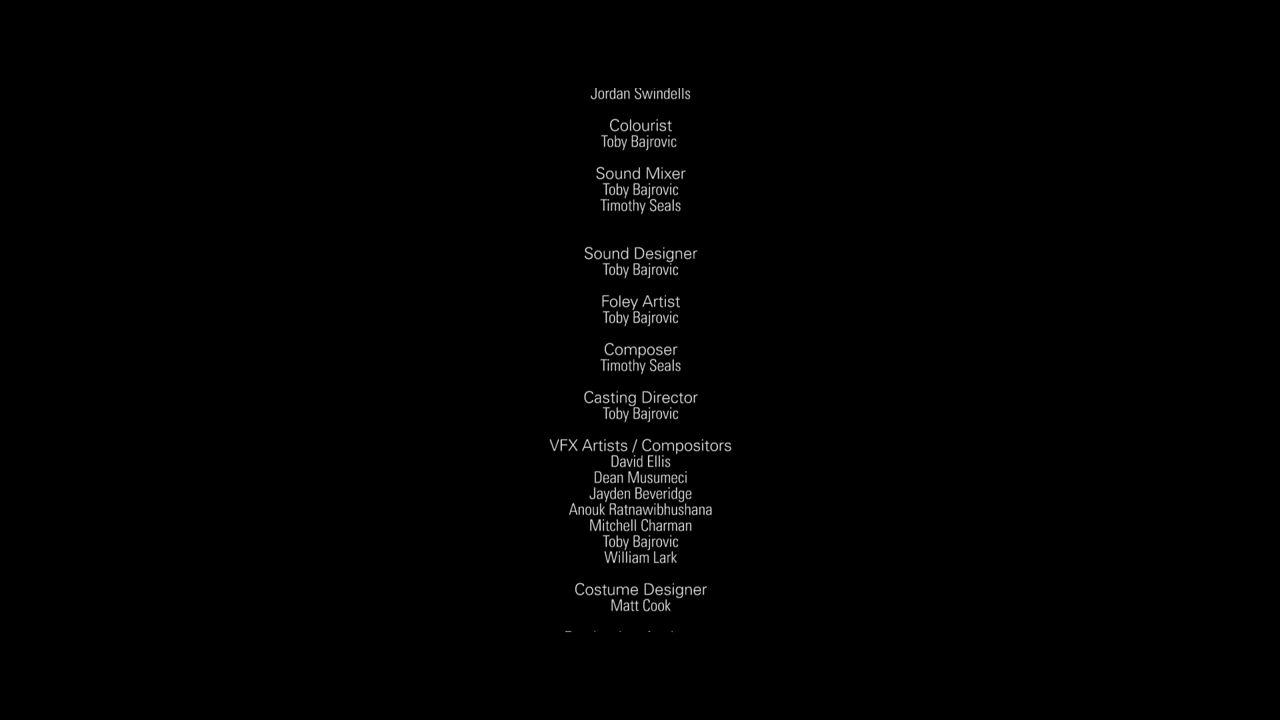 Jordan Swindells
Colourist
Toby Bajrovic
Sound Mixer
Toby Bajrovic
Timothy Seals
Sound Designer
Toby Bajrovic
Foley Artist
Toby Bajrovic
Composer
Timothy Seals
Casting Director
Toby Bajrovic
VFX Artists / Compositors
David Ellis
Dean Musumeci
Jayden Beveridge
Anouk Ratnawibhushana
Mitchell Charman
Toby Bajrovic
William Lark
Costume Designer
Matt Cook